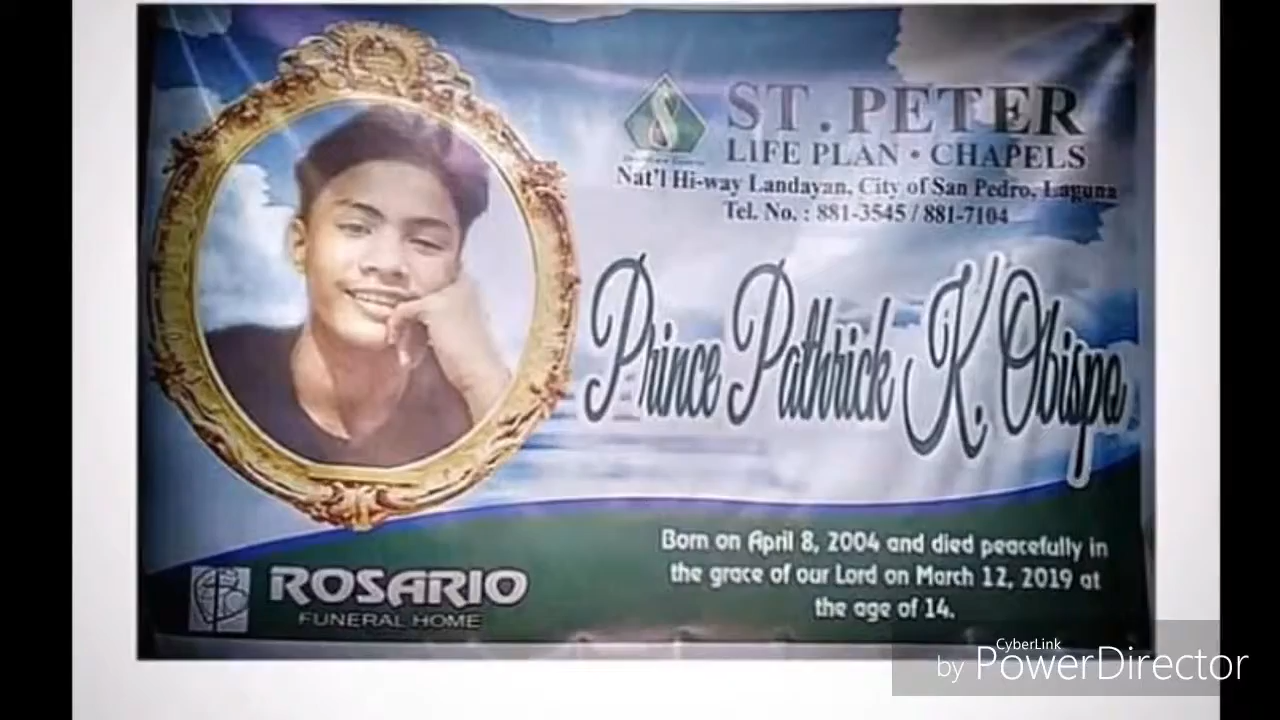 ST. PETER
LIFE PLAN • CHAPELS
Nat'l Hi-way Landayan, City of San Pedro, Laguna
Tel. No. : 881-3545 / 881-7104
Prince Pathrick K. Obispo
Born on April 8, 2004 and died peacefully in
the grace of our Lord on March 12, 2019 at
the age of 14.
ROSARIO
FUNERAL HOME
CyberLink
by PowerDirector